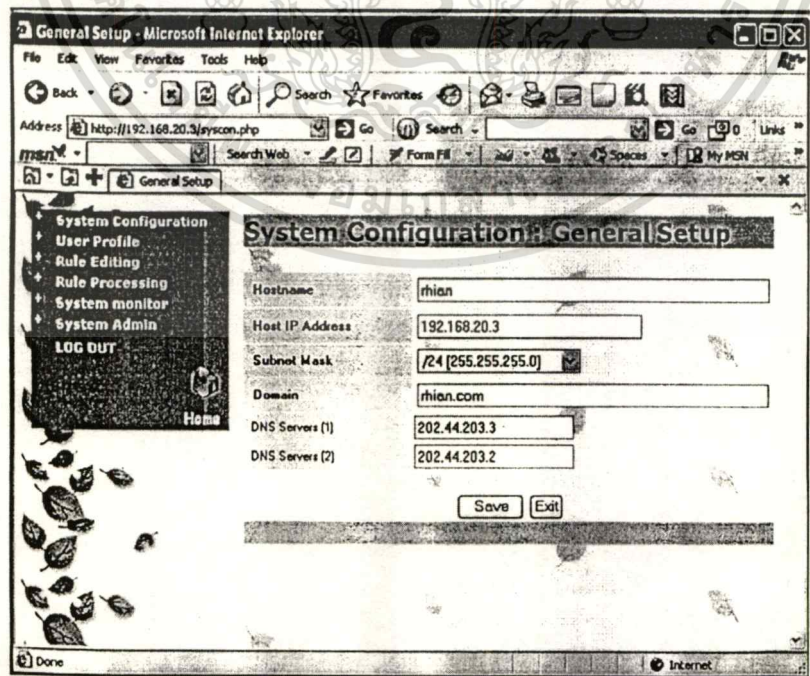 General Setup - Microsoft Internet Explorer
File Edit View Favorites Tools Help
Back Search Favorites
Address http://192.168.20.3/syscon.php Go Search Go 0 Links »
msn Search Web Form Fill Spaces My MSN »
General Setup
System Configuration
User Profile
Rule Editing
Rule Processing
System monitor
System Admin
LOG OUT
Home
System Configuration : General Setup
Hostname rhian
Host IP Address 192.168.20.3
Subnet Mask /24 [255.255.255.0]
Domain rhian.com
DNS Servers (1) 202.44.203.3
DNS Servers (2) 202.44.203.2
Save Exit
Done Internet